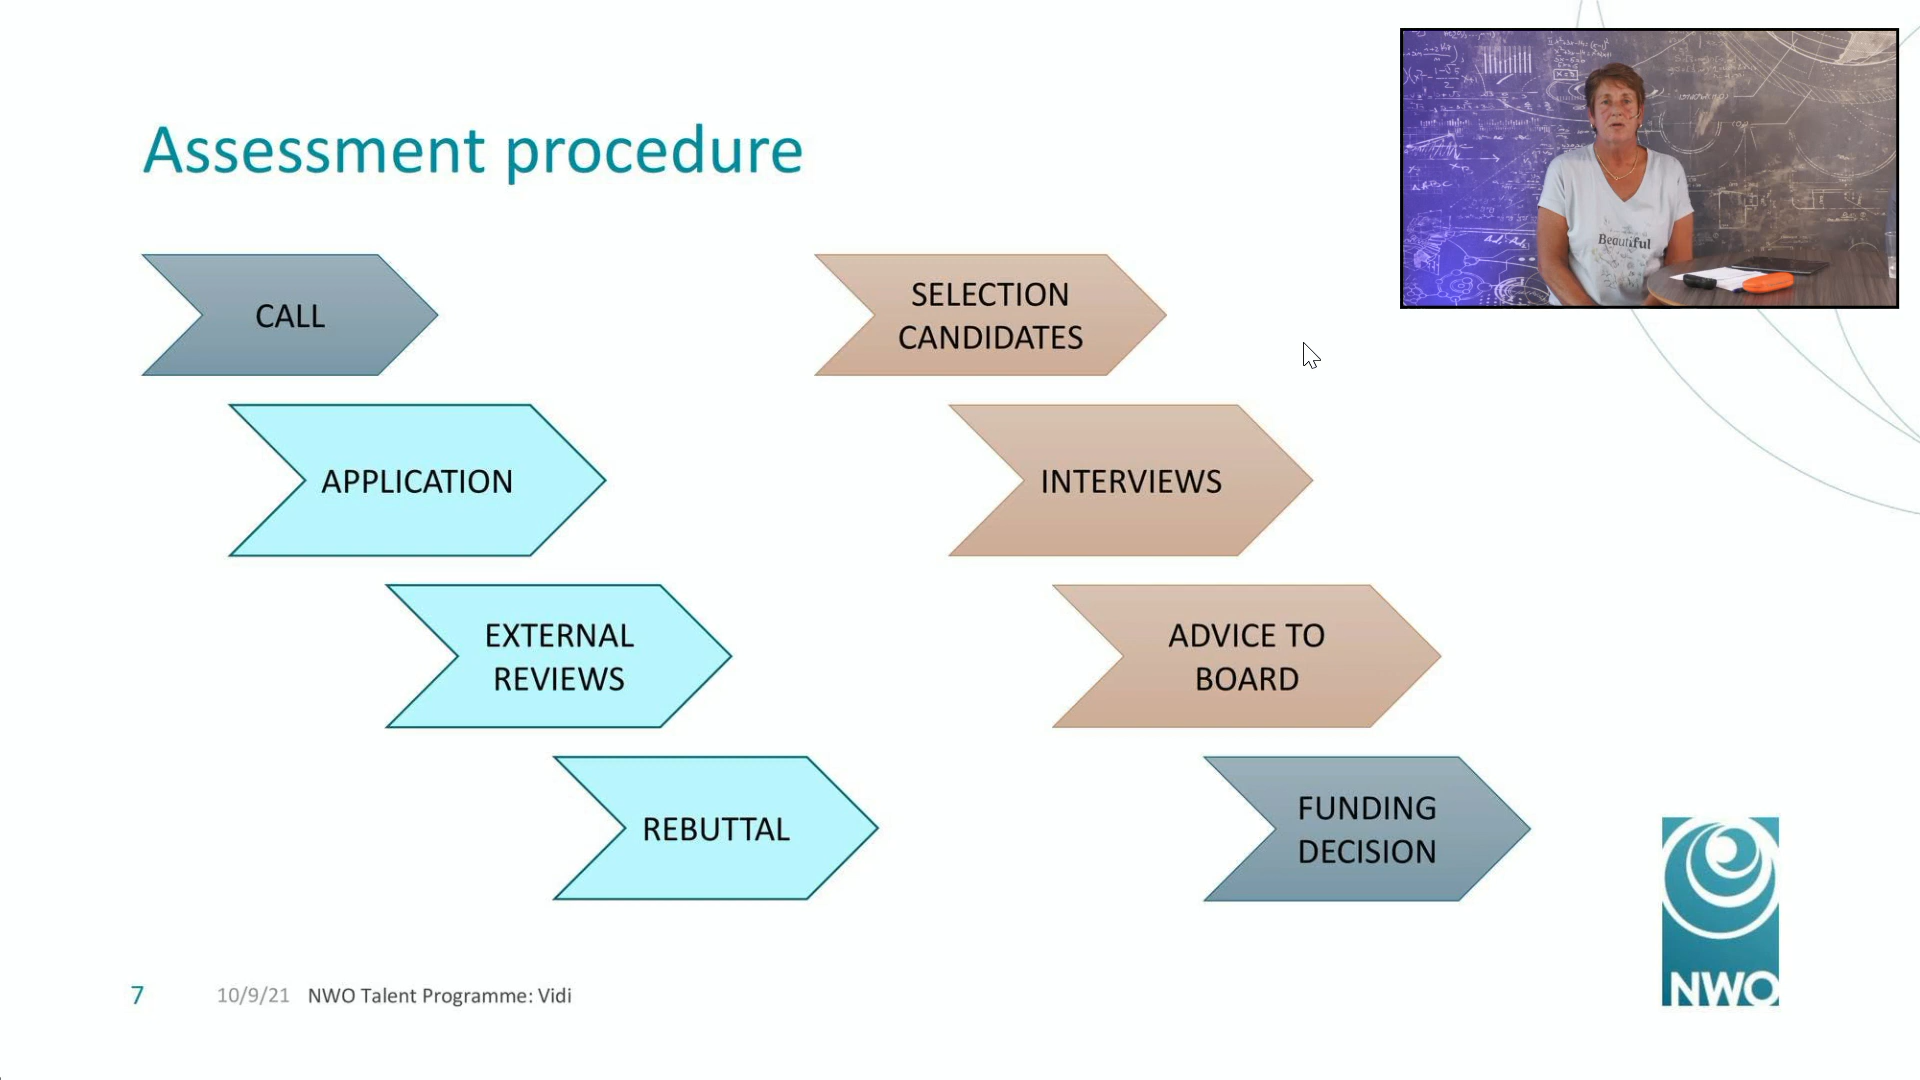 Assessment procedure
CALL
APPLICATION
EXTERNAL
REVIEWS
REBUTTAL
SELECTION
CANDIDATES
INTERVIEWS
ADVICE TO
BOARD
FUNDING
DECISION
Beautiful
NWO
7 10/9/21 NWO Talent Programme: Vidi